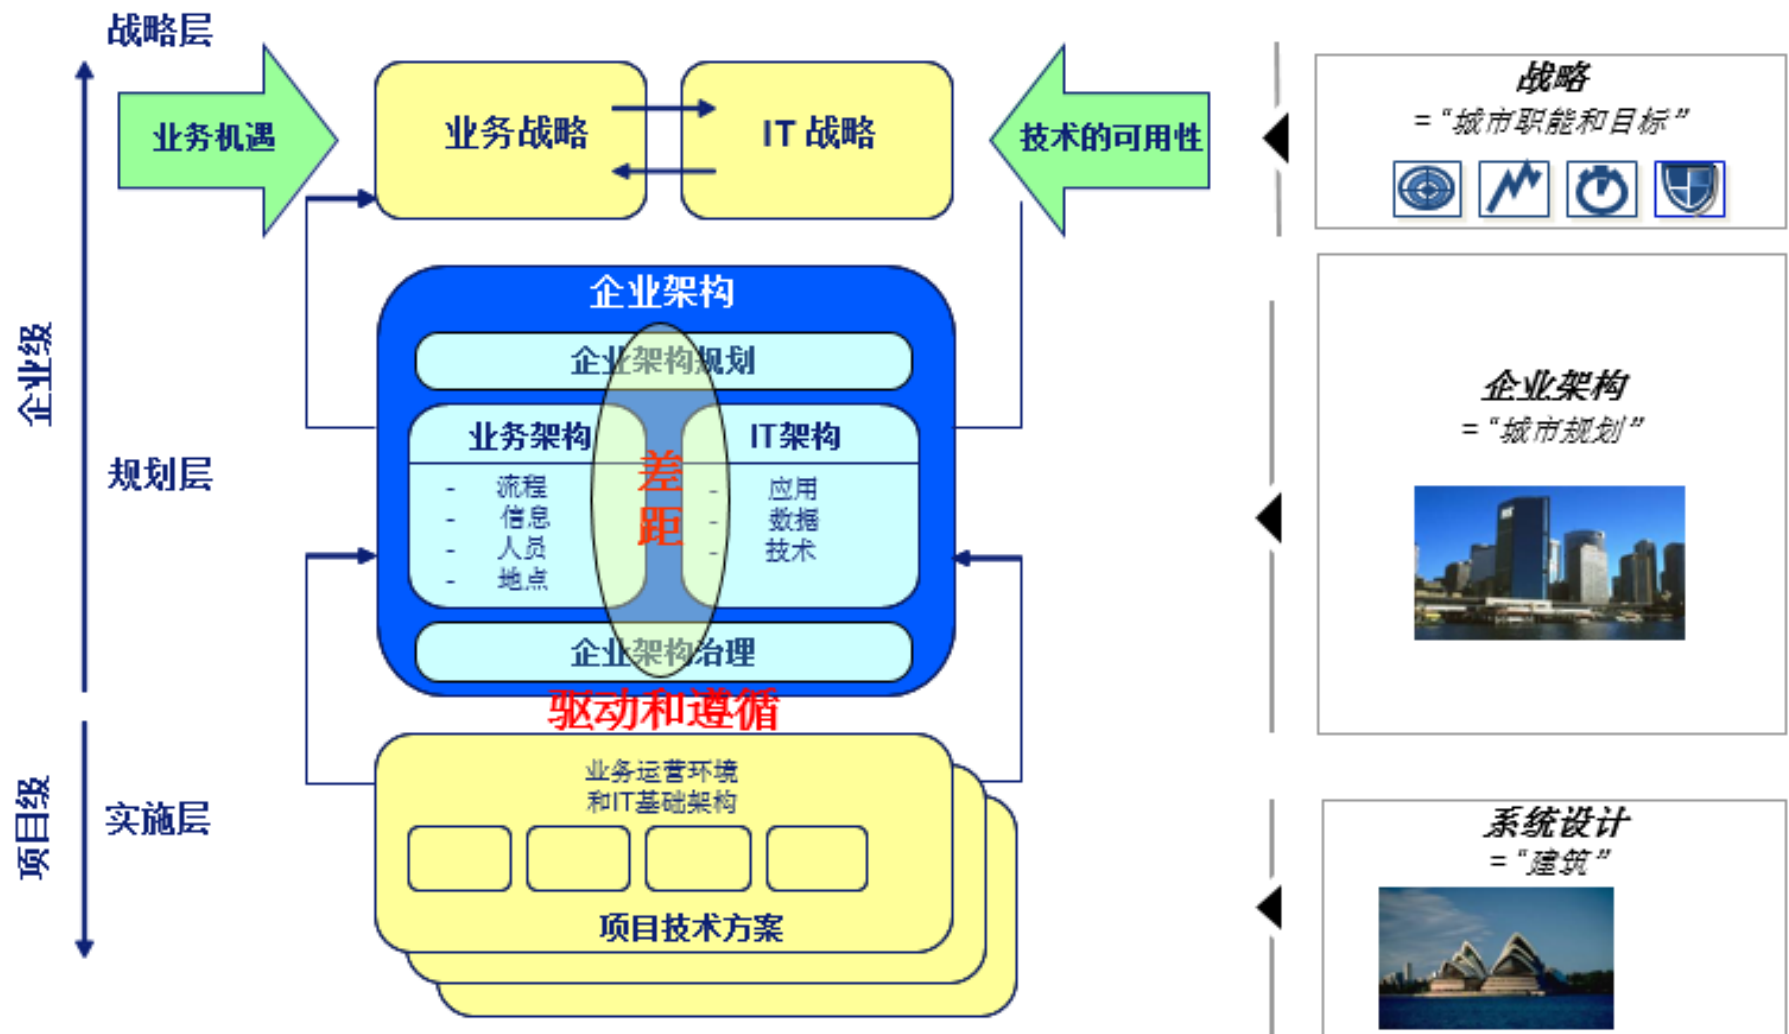 战略层
业务机遇
业务战略
IT 战略
技术的可用性
战略
= “城市职能和目标”
企业级
规划层
企业架构
企业架构规划
业务架构
- 流程
- 信息
- 人员
- 地点
差
距
IT架构
- 应用
- 数据
- 技术
企业架构治理
企业架构
= “城市规划”
驱动和遵循
项目级
实施层
业务运营环境
和IT基础架构
项目技术方案
系统设计
= “建筑”